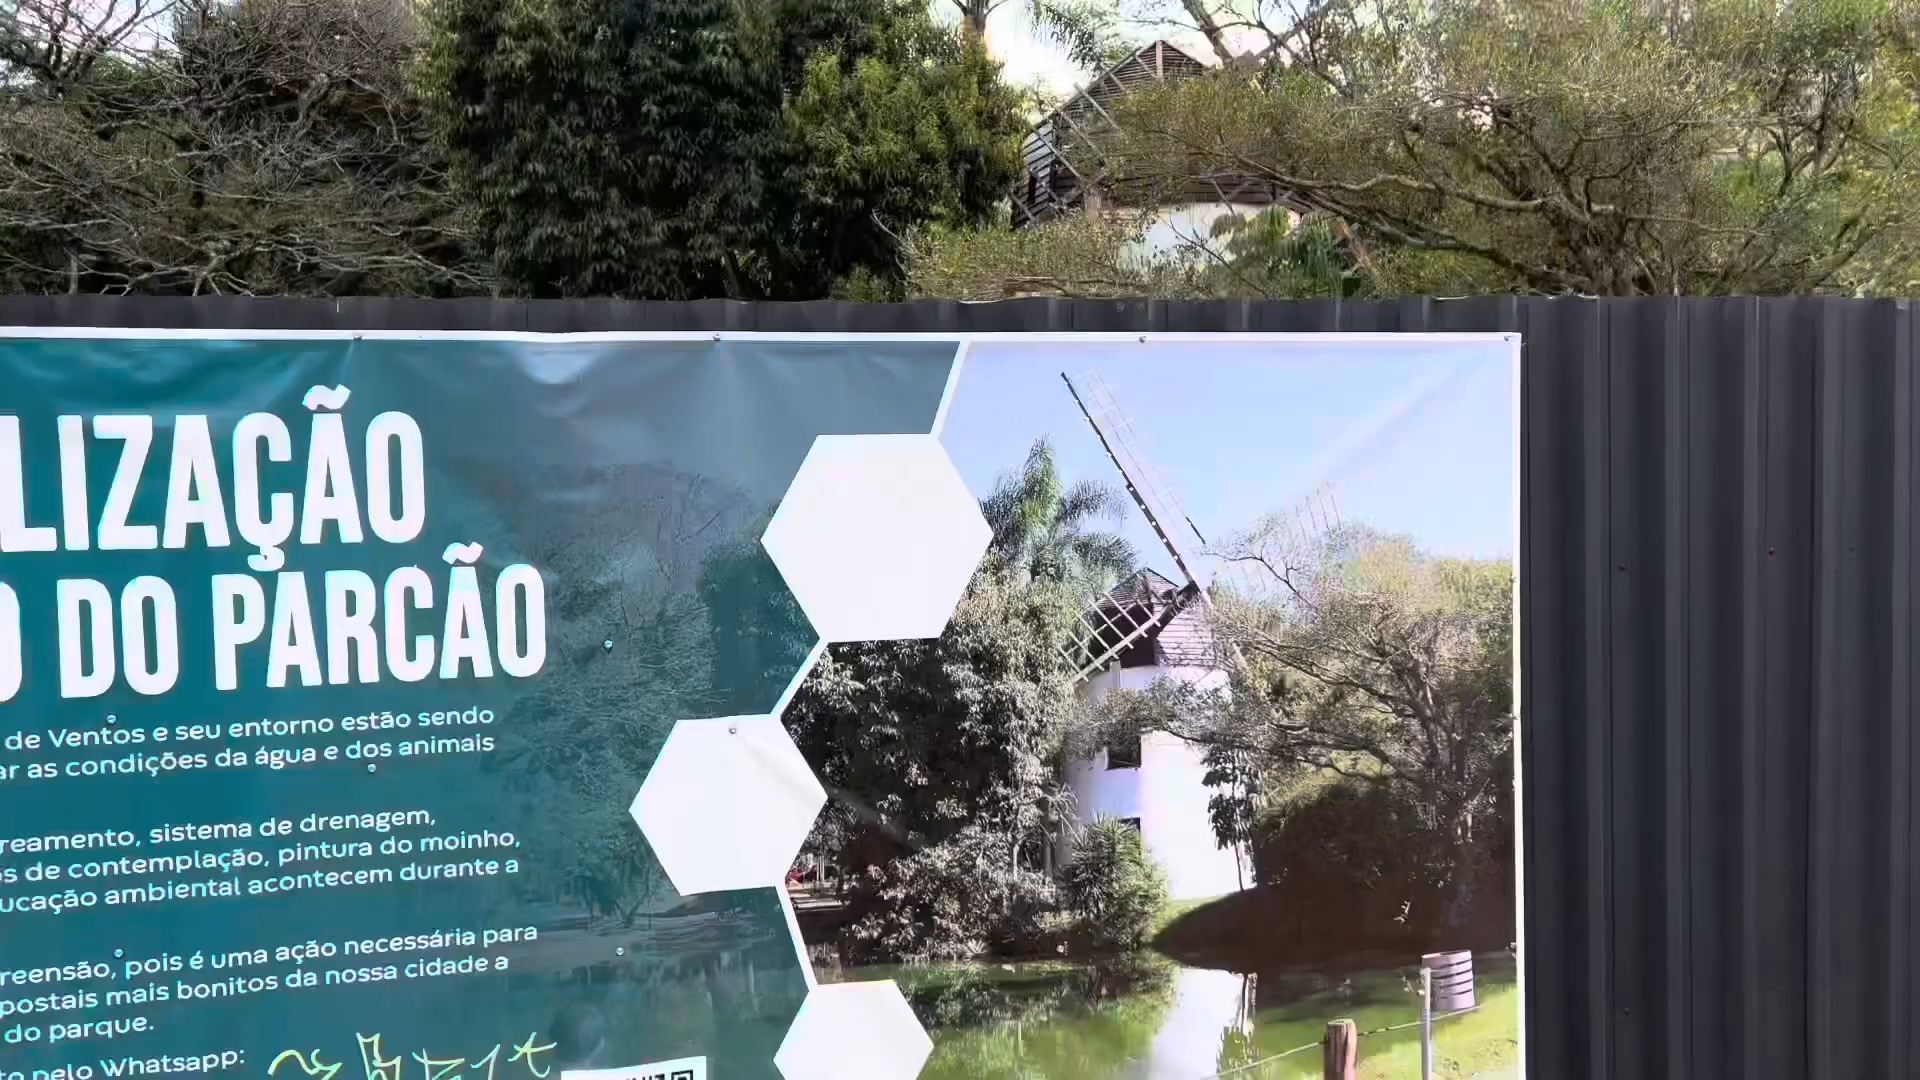 LIZAÇÃO
DO PARCÃO
de Ventos e seu entorno estão sendo
ar as condições da água e dos animais
reamento, sistema de drenagem,
s de contemplação, pintura do moinho,
ucação ambiental acontecem durante a
reensão, pois é uma ação necessária para
postais mais bonitos da nossa cidade a
do parque.
to pelo Whatsapp: